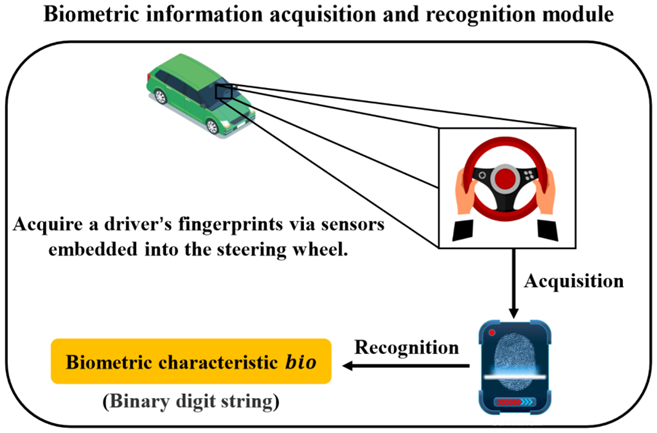 Biometric information acquisition and recognition module
Acquire a driver's fingerprints via sensors
embedded into the steering wheel.
Acquisition
Recognition
Biometric characteristic bio
(Binary digit string)